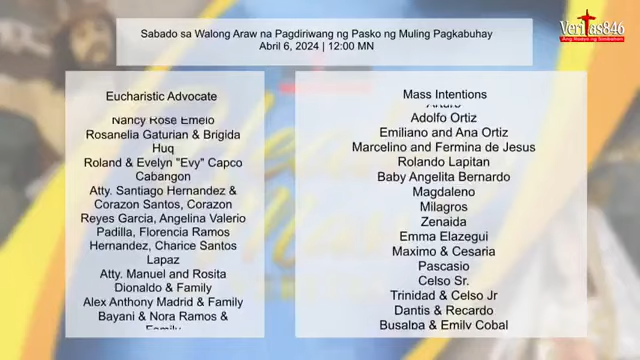 Sabado sa Walong Araw na Pagdiriwang ng Pasko ng Muling Pagkabuhay
Abril 6, 2024 | 12:00 MN
Veritas846
Ang Radyo ng Simbahan
Eucharistic Advocate
Nancy Rose Emelo
Rosanelia Gaturian & Brigida
Huq
Roland & Evelyn "Evy" Capco
Cabangon
Atty. Santiago Hernandez &
Corazon Santos, Corazon
Reyes Garcia, Angelina Valerio
Padilla, Florencia Ramos
Hernandez, Charice Santos
Lapaz
Atty. Manuel and Rosita
Dionaldo & Family
Alex Anthony Madrid & Family
Bayani & Nora Ramos &
Family
Mass Intentions
Arturo
Adolfo Ortiz
Emiliano and Ana Ortiz
Marcelino and Fermina de Jesus
Rolando Lapitan
Baby Angelita Bernardo
Magdaleno
Milagros
Zenaida
Emma Elazegui
Maximo & Cesaria
Pascasio
Celso Sr.
Trinidad & Celso Jr
Dantis & Recardo
Busalpa & Emily Cobal